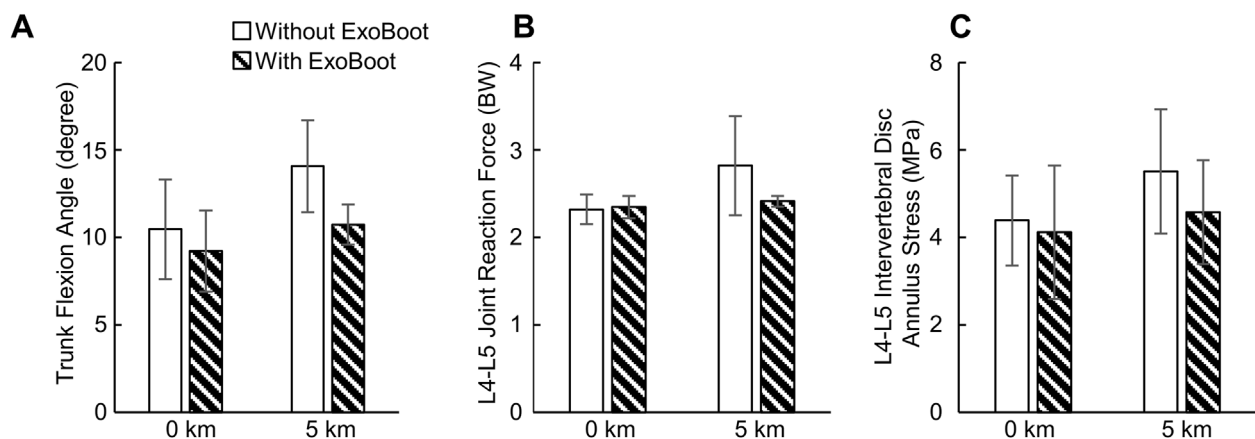 A
Without ExoBoot
With ExoBoot
Trunk Flexion Angle (degree)
20
15
10
5
0
0 km
5 km
B
L4-L5 Joint Reaction Force (BW)
4
3
2
1
0
0 km
5 km
C
L4-L5 Intervertebral Disc
Annulus Stress (MPa)
8
6
4
2
0
0 km
5 km